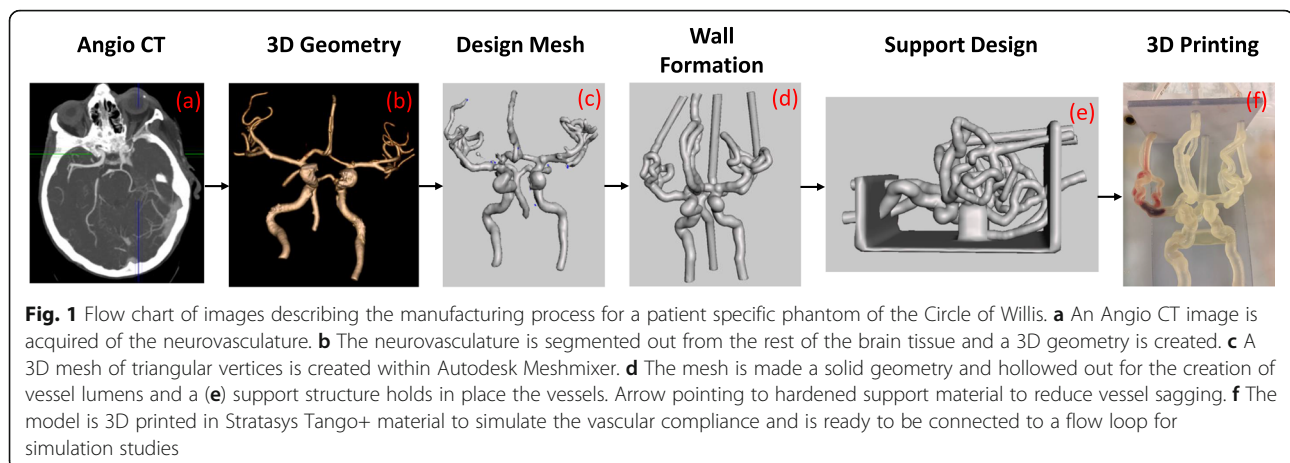 Angio CT
3D Geometry
Design Mesh
Wall
Formation
Support Design
3D Printing
(a)
(b)
(c)
(d)
(e)
(f)
Fig. 1 Flow chart of images describing the manufacturing process for a patient specific phantom of the Circle of Willis. a An Angio CT image is
acquired of the neurovasculature. b The neurovasculature is segmented out from the rest of the brain tissue and a 3D geometry is created. c A
3D mesh of triangular vertices is created within Autodesk Meshmixer. d The mesh is made a solid geometry and hollowed out for the creation of
vessel lumens and a (e) support structure holds in place the vessels. Arrow pointing to hardened support material to reduce vessel sagging. f The
model is 3D printed in Stratasys Tango+ material to simulate the vascular compliance and is ready to be connected to a flow loop for
simulation studies